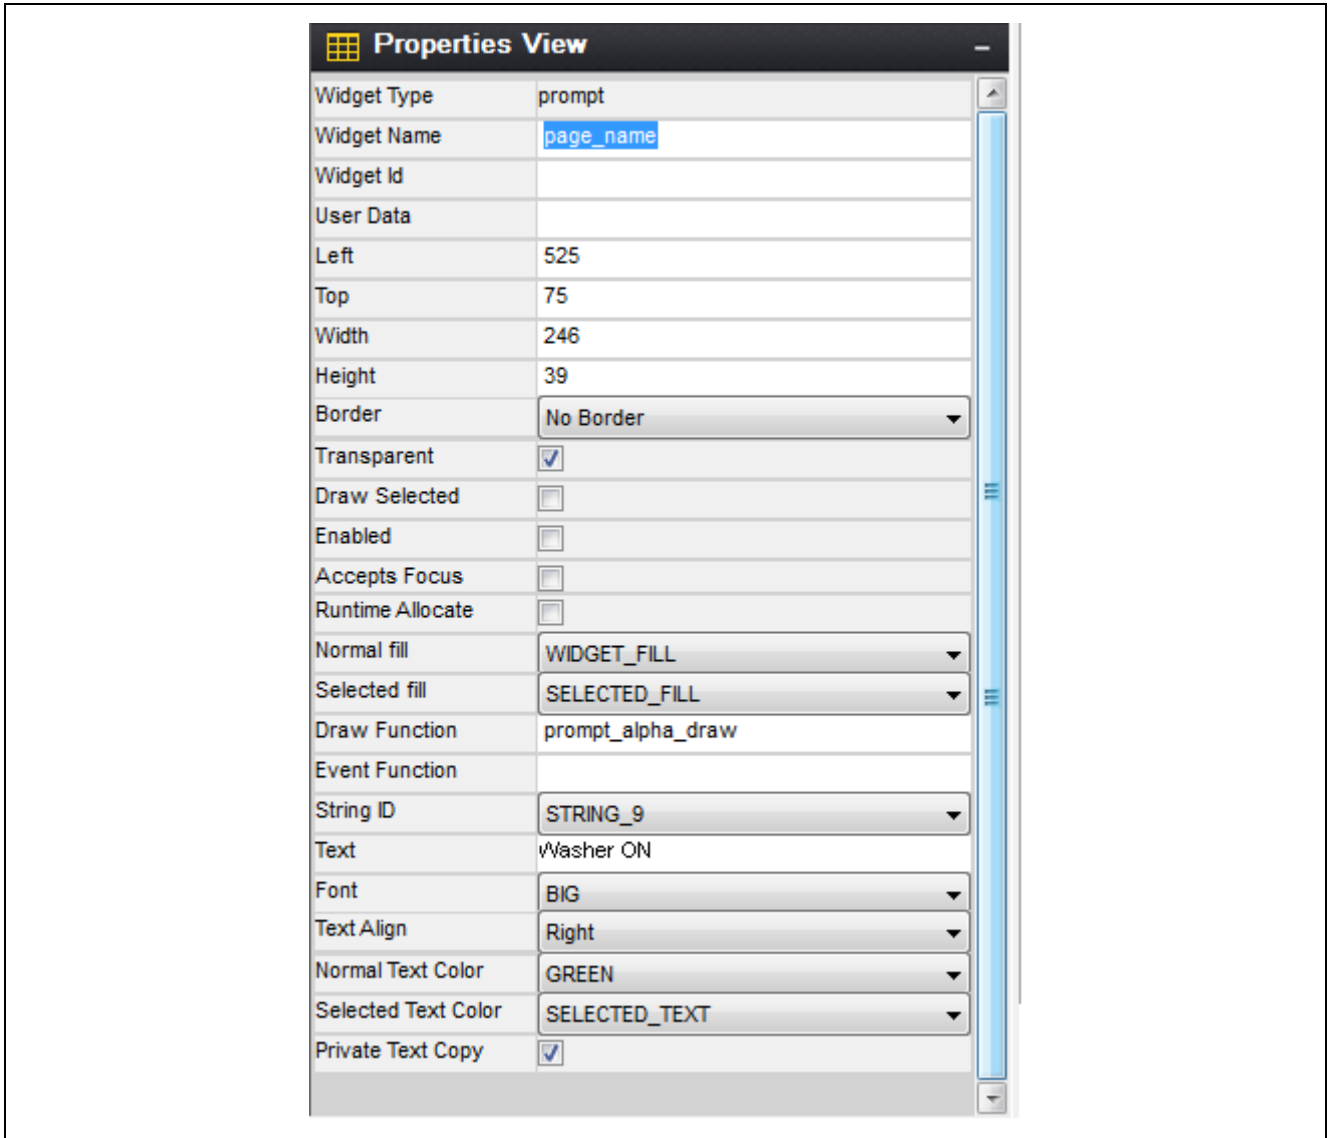 Properties View
Widget Type prompt
Widget Name page_name
Widget Id
User Data
Left 525
Top 75
Width 246
Height 39
Border No Border
Transparent
Draw Selected
Enabled
Accepts Focus
Runtime Allocate
Normal fill WIDGET_FILL
Selected fill SELECTED_FILL
Draw Function prompt_alpha_draw
Event Function
String ID STRING_9
Text Washer ON
Font BIG
Text Align Right
Normal Text Color GREEN
Selected Text Color SELECTED_TEXT
Private Text Copy